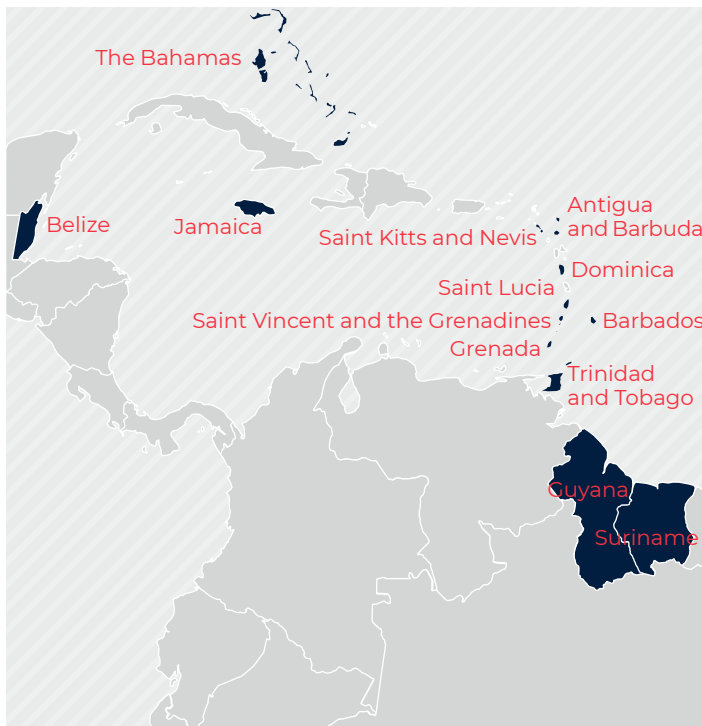 The Bahamas
Antigua
and Barbuda
Belize
Jamaica
Saint Kitts and Nevis
Dominica
Saint Lucia
Saint Vincent and the Grenadines
Barbados
Grenada
Trinidad
and Tobago
Guyana
Suriname